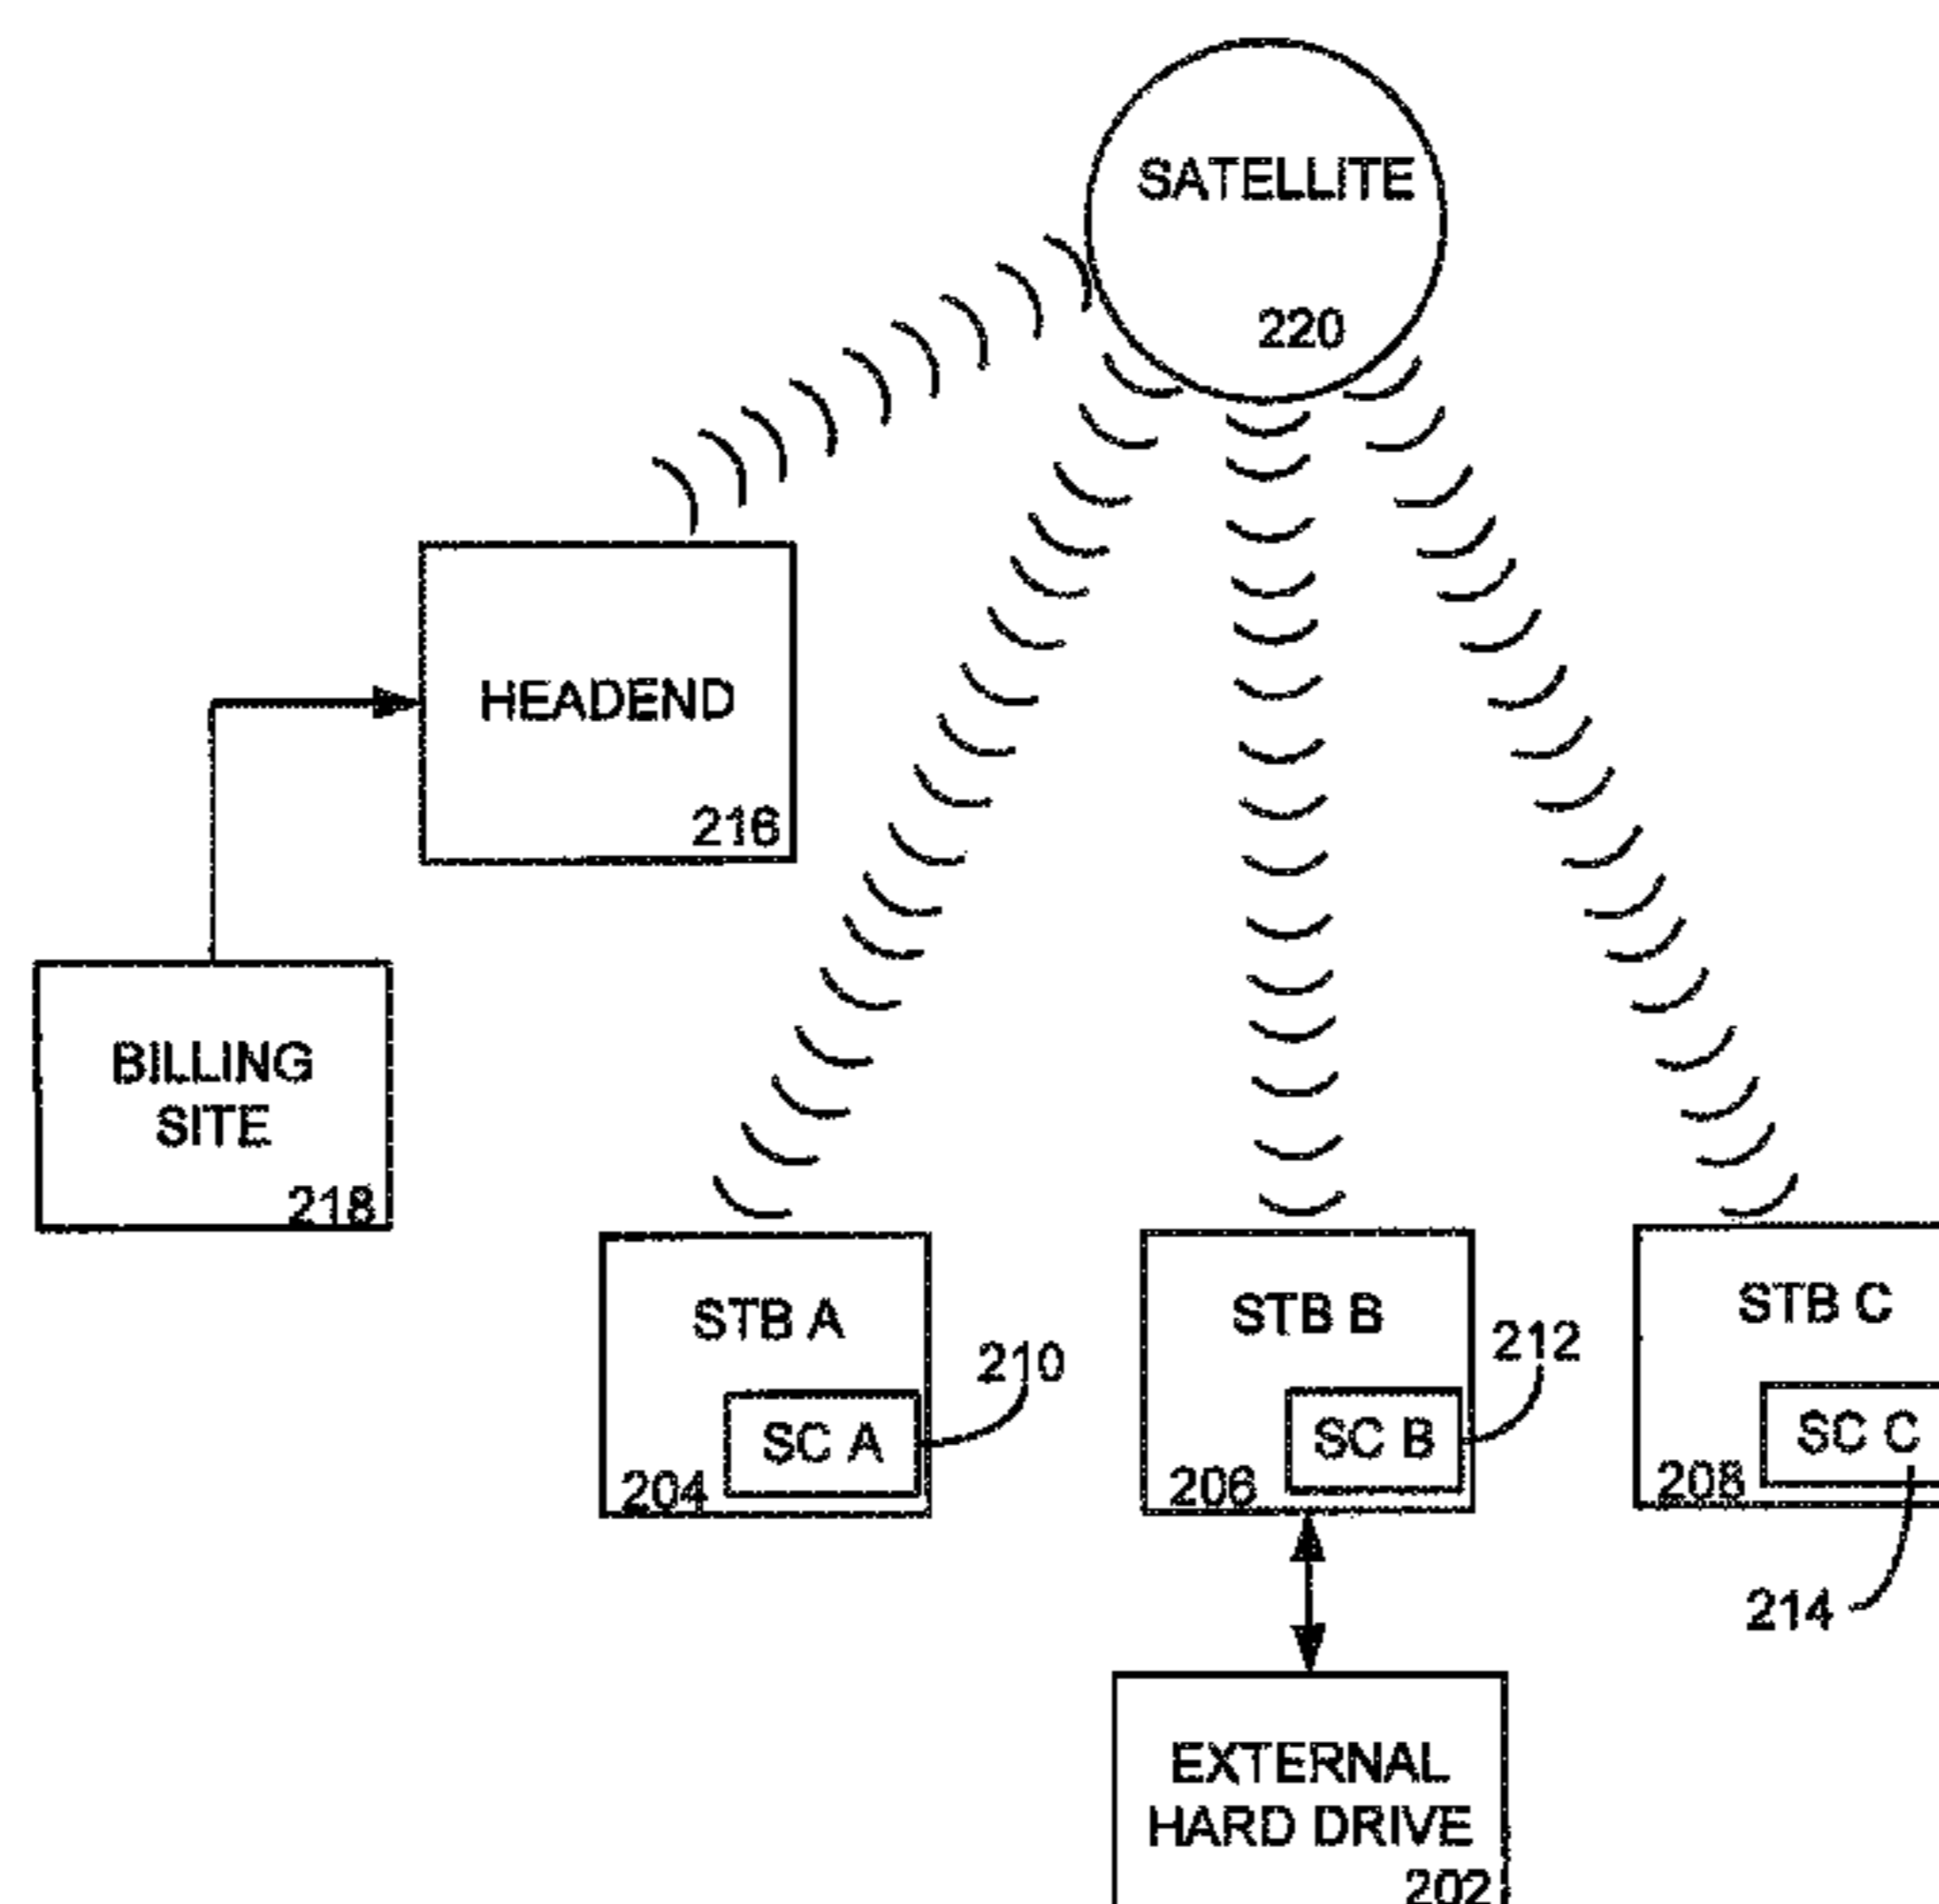 SATELLITE
220
HEADEND
216
BILLING
SITE
218
STB A
SC A
204
210
STB B
SC B
206
212
STB C
SC C
208
214
EXTERNAL
HARD DRIVE
202